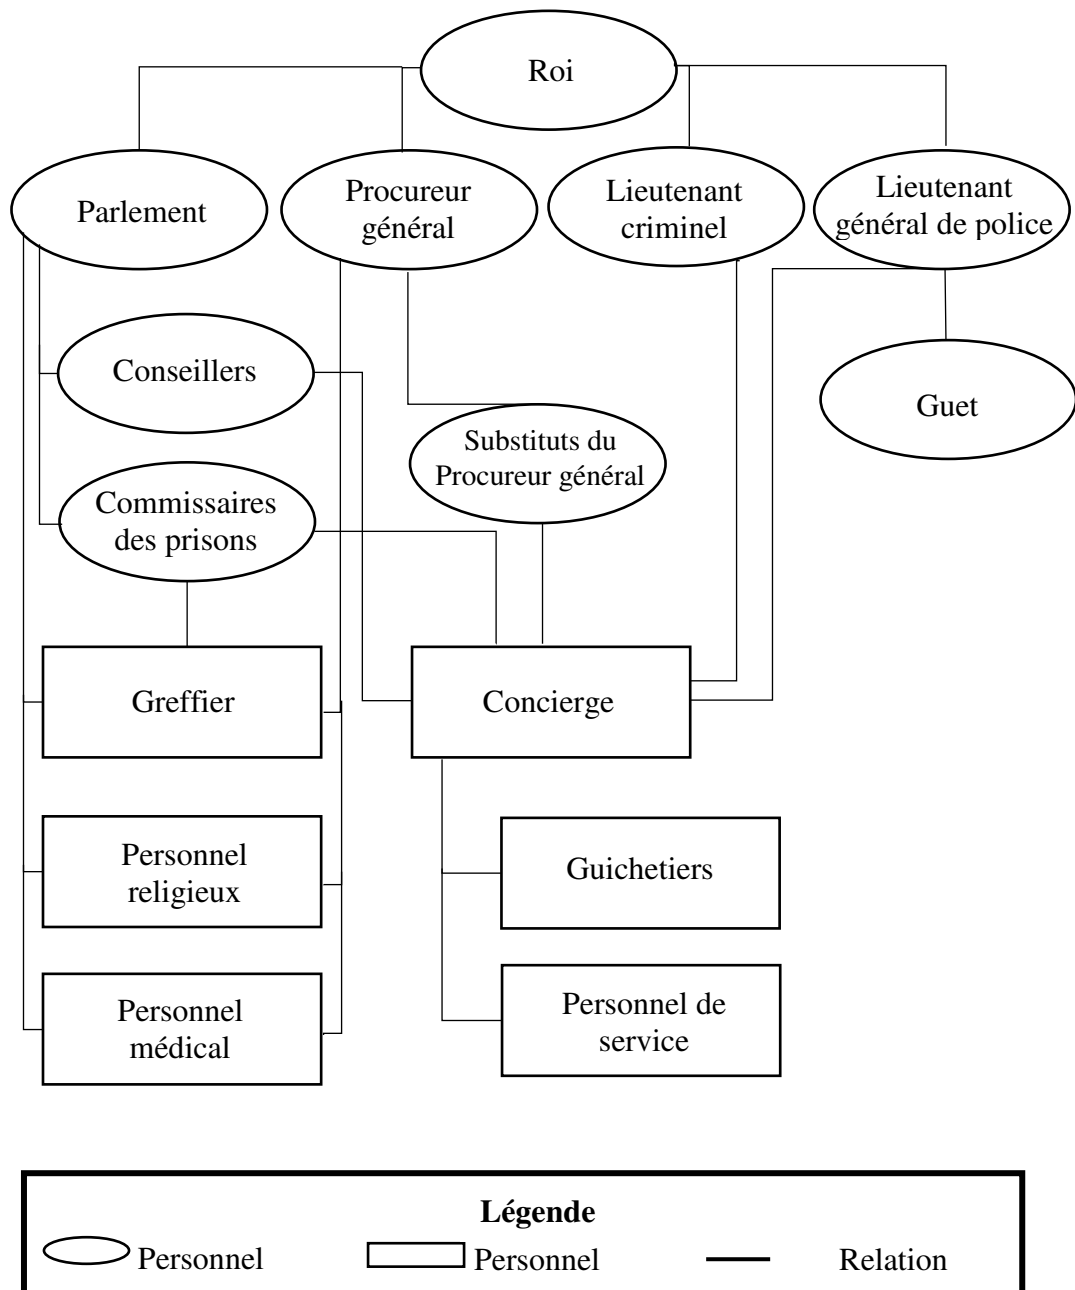 Roi
Parlement
Procureur
général
Lieutenant
criminel
Lieutenant
général de police
Conseillers
Guet
Substituts du
Procureur général
Commissaires
des prisons
Greffier
Concierge
Personnel
religieux
Guichetiers
Personnel
médical
Personnel de
service
Légende
Personnel Personnel Relation